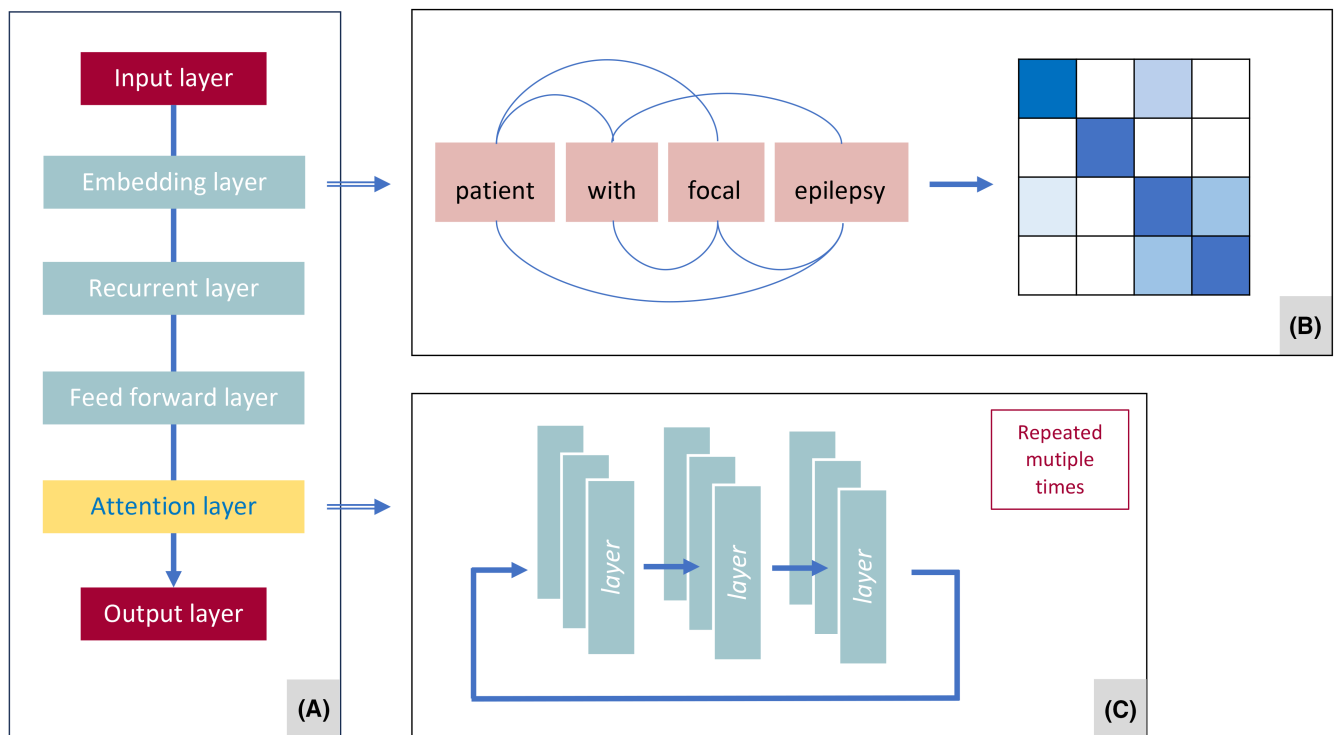 Input layer
Embedding layer
Recurrent layer
Feed forward layer
Attention layer
Output layer
(A)
patient with focal epilepsy
(B)
Repeated
mutiple
times
layer
layer
layer
(C)